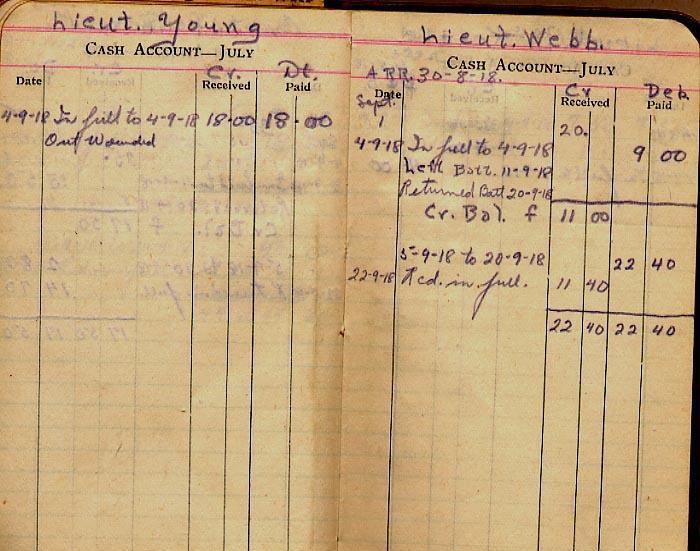 Lieut. Young
CASH ACCOUNT—JULY
Cr. Dt.
Date Received Paid
4-9-18 In full to 4-9-18 18-00 18-00
Out Wounded
Lieut. Webb.
CASH ACCOUNT—JULY
ARR. 30-8-18.
Cr Deb
Date Received Paid
Sept.
1 20.
4-9-18 In full to 4-9-18 9 00
Left Batt. 11-9-18
Returned Batt 20-9-18
Cr. Bal. f 11 00
5-9-18 to 20-9-18 22 40
22-9-18 Rcd. in full. 11 40
22 40 22 40